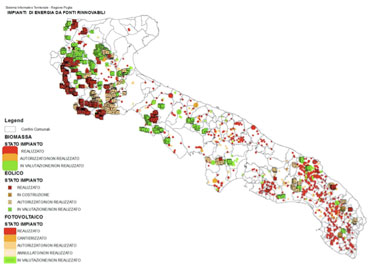 Sistema Informativo Territoriale - Regione Puglia
IMPIANTI DI ENERGIA DA FONTI RINNOVABILI
Legend
Confini Comunali
BIOMASSA
STATO IMPIANTO
REALIZZATO
AUTORIZZATO/NON REALIZZATO
IN VALUTAZIONE/NON REALIZZATO
EOLICO
STATO IMPIANTO
REALIZZATO
IN COSTRUZIONE
AUTORIZZATO/NON REALIZZATO
IN VALUTAZIONE/NON REALIZZATO
FOTOVOLTAICO
STATO IMPIANTO
REALIZZATO
CANTIERIZZATO
AUTORIZZATO/NON REALIZZATO
ANNULLATO/NON REALIZZATO
IN VALUTAZIONE/NON REALIZZATO